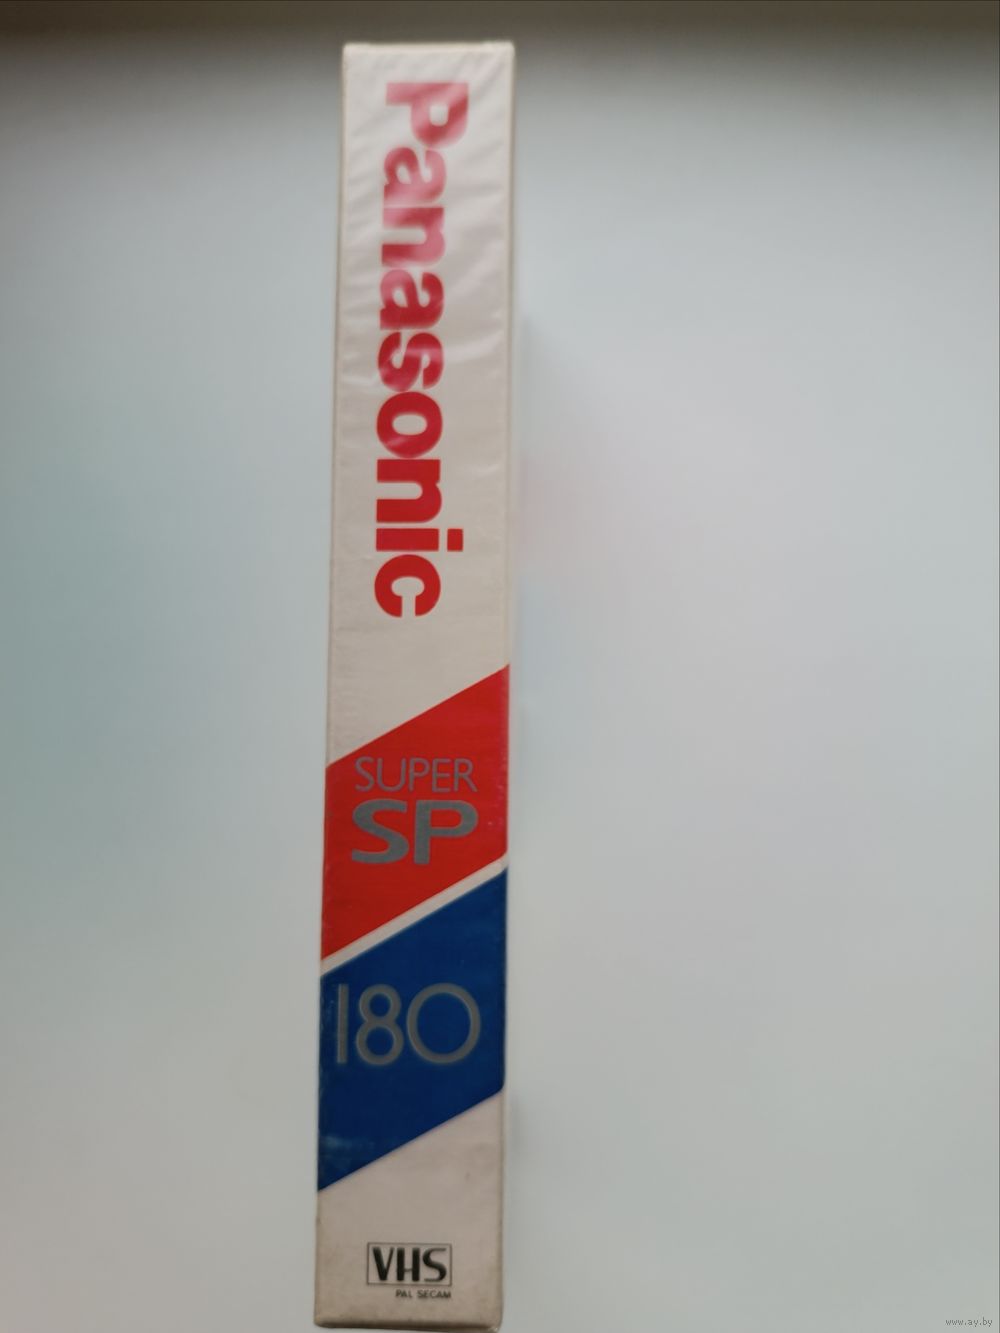 Panasonic
SUPER
SP
180
VHS
PAL SECAM
www.ay.by